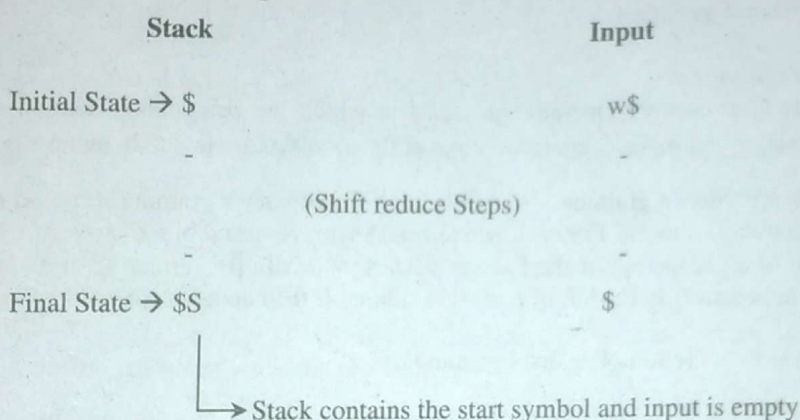 Stack Input
Initial State → $ w$
- -
(Shift reduce Steps)
- -
Final State → $S $
Stack contains the start symbol and input is empty